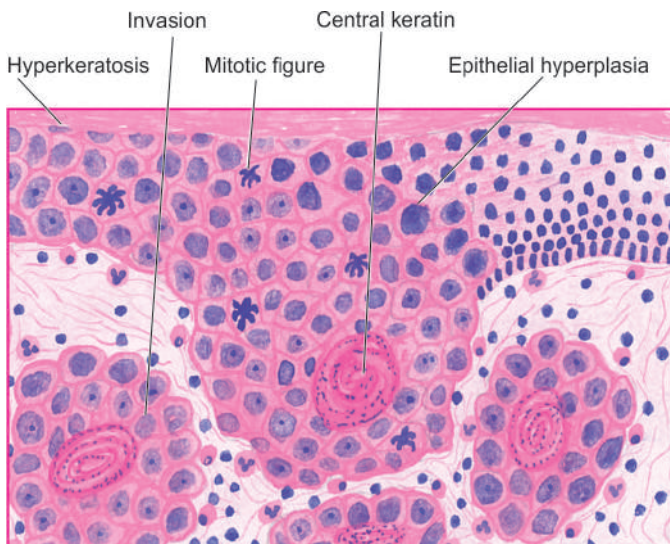 Invasion
Central keratin
Hyperkeratosis
Mitotic figure
Epithelial hyperplasia